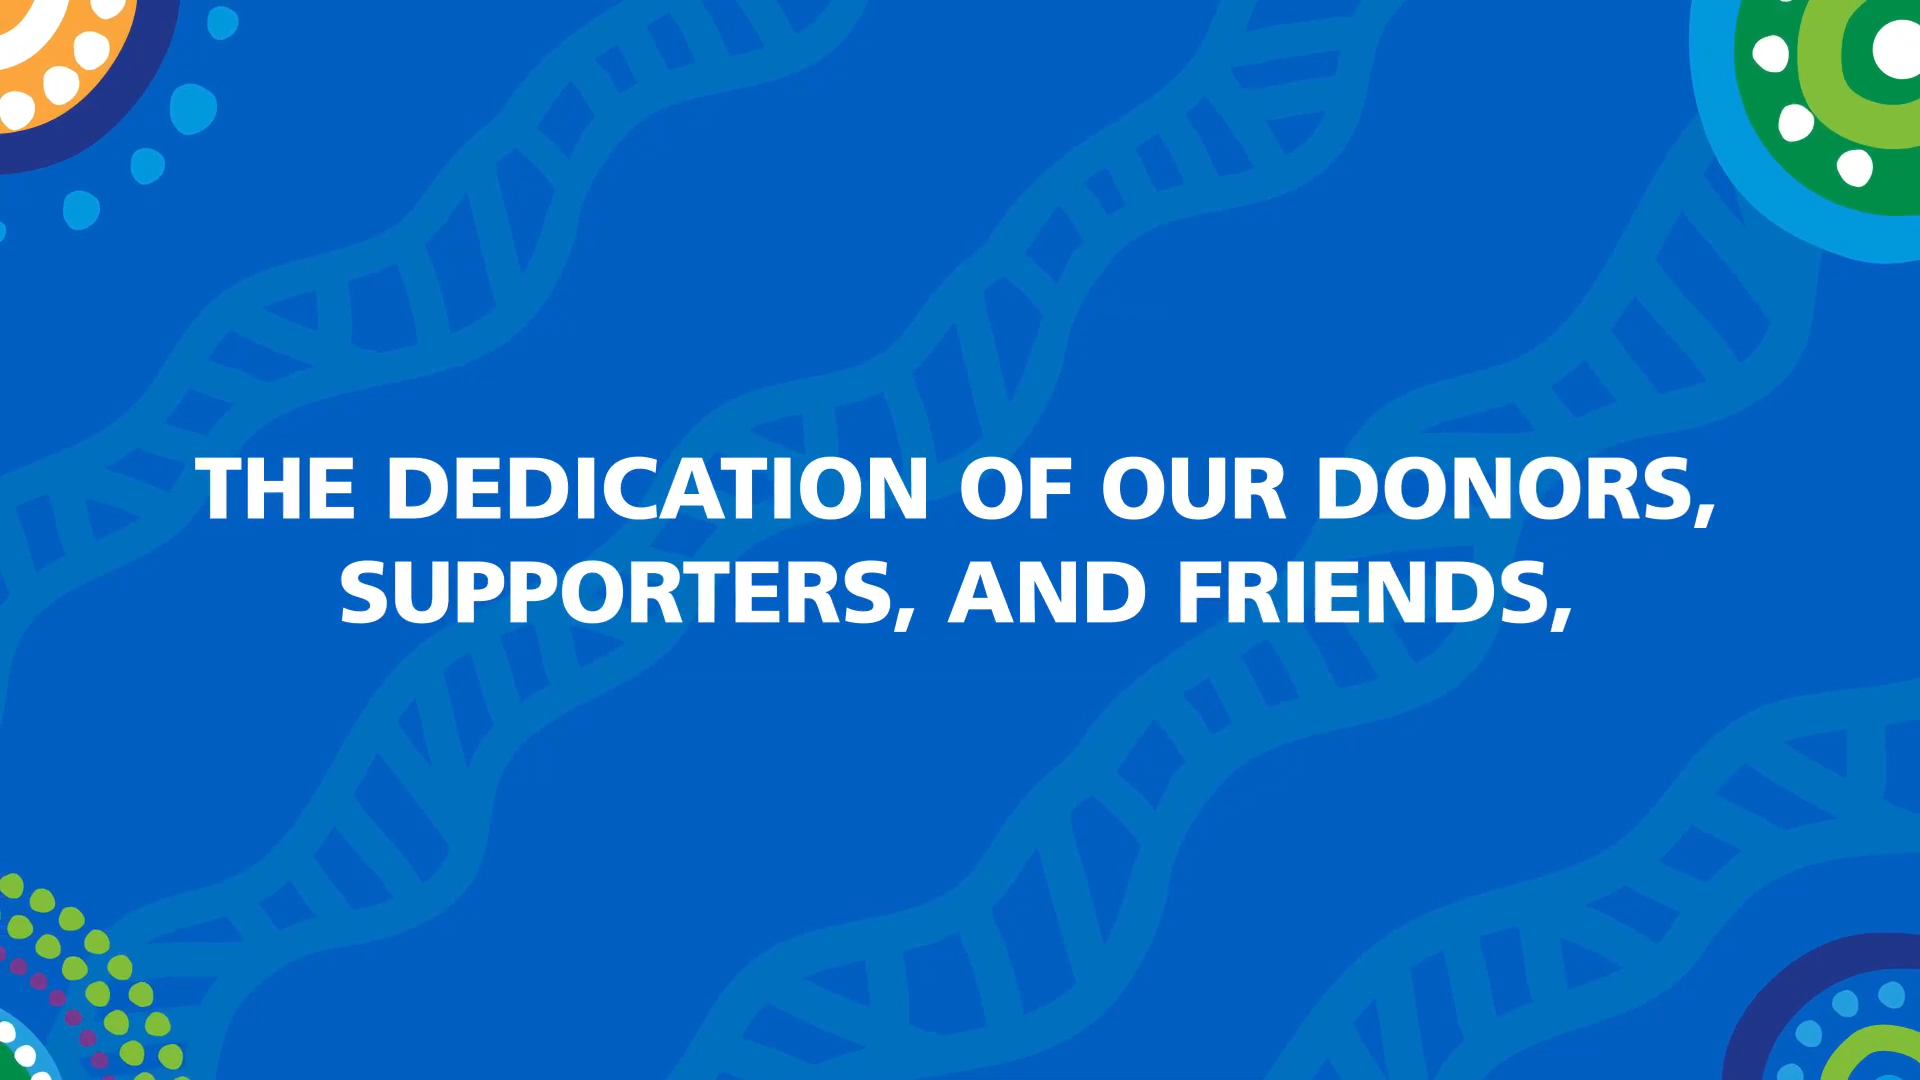 THE DEDICATION OF OUR DONORS,
SUPPORTERS, AND FRIENDS,